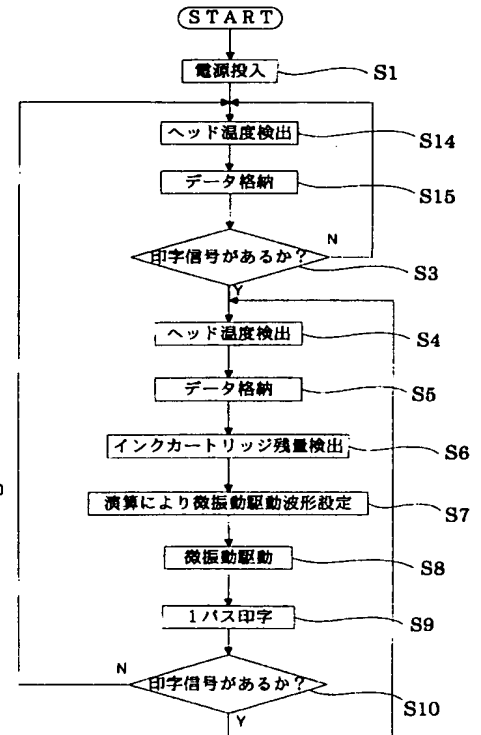 START
電源投入
S1
ヘッド温度検出
S14
データ格納
S15
N
印字信号があるか?
S3
Y
ヘッド温度検出
S4
データ格納
S5
インクカートリッジ残量検出
S6
演算により微振動駆動波形設定
S7
微振動駆動
S8
1パス印字
S9
N
印字信号があるか?
S10
Y